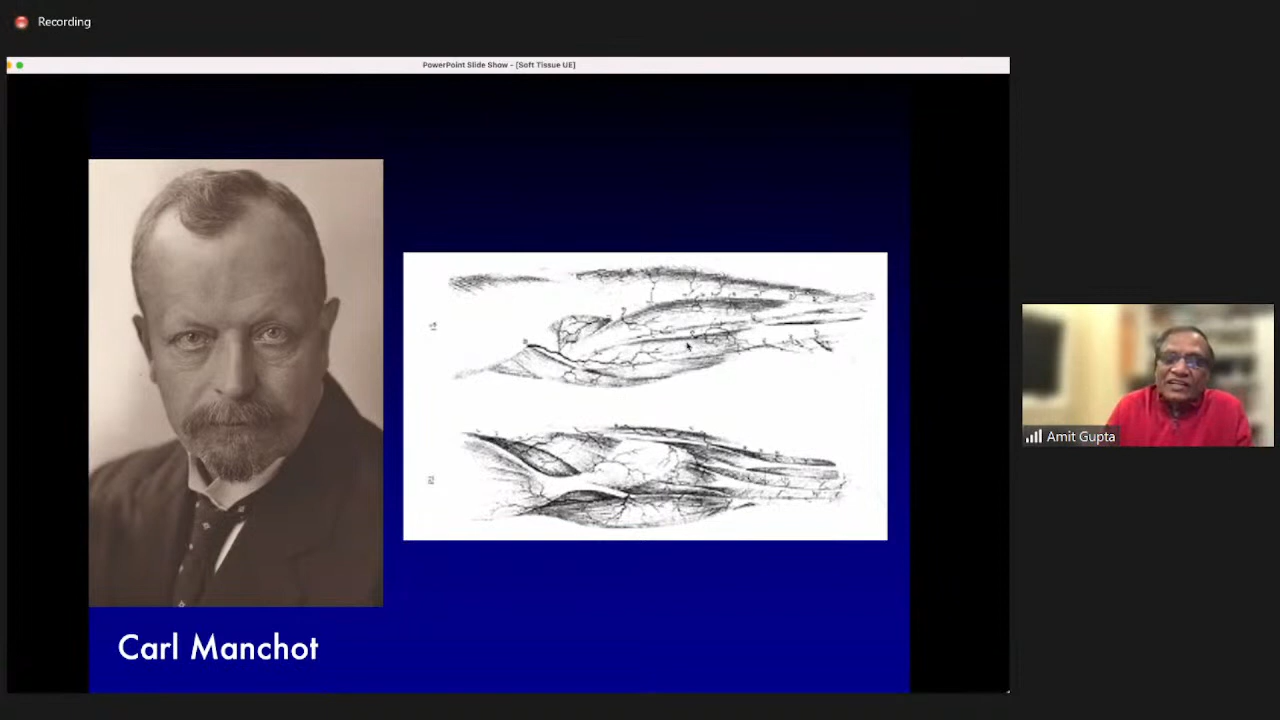 Recording
PowerPoint Slide Show - [Soft Tissue UE]
Carl Manchot
Amit Gupta